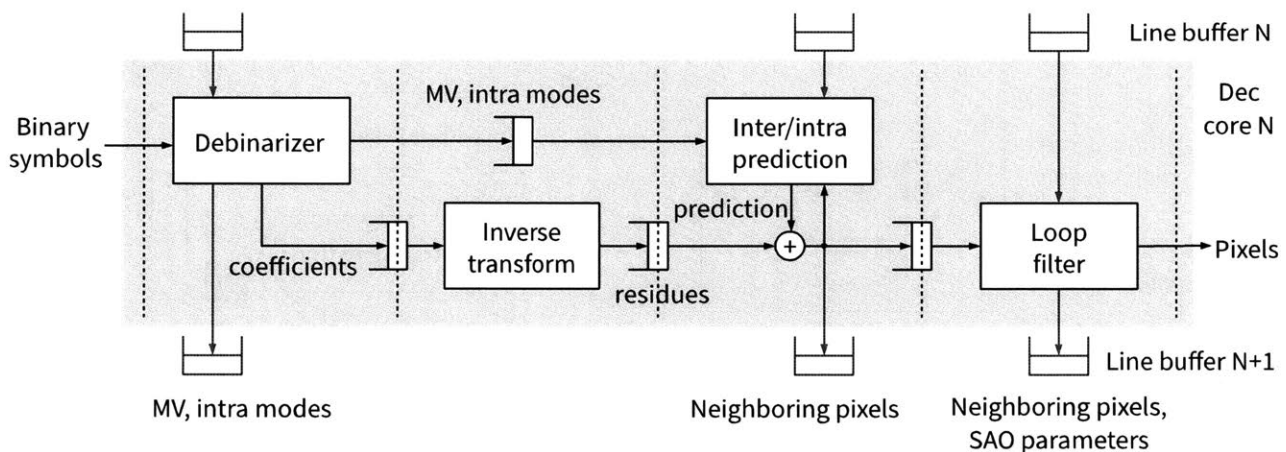 Line buffer N
Dec
core N
MV, intra modes
Binary
symbols
Debinarizer
Inter/intra
prediction
prediction
Inverse
transform
+
Loop
filter
Pixels
coefficients
residues
Line buffer N+1
MV, intra modes
Neighboring pixels
Neighboring pixels,
SAO parameters